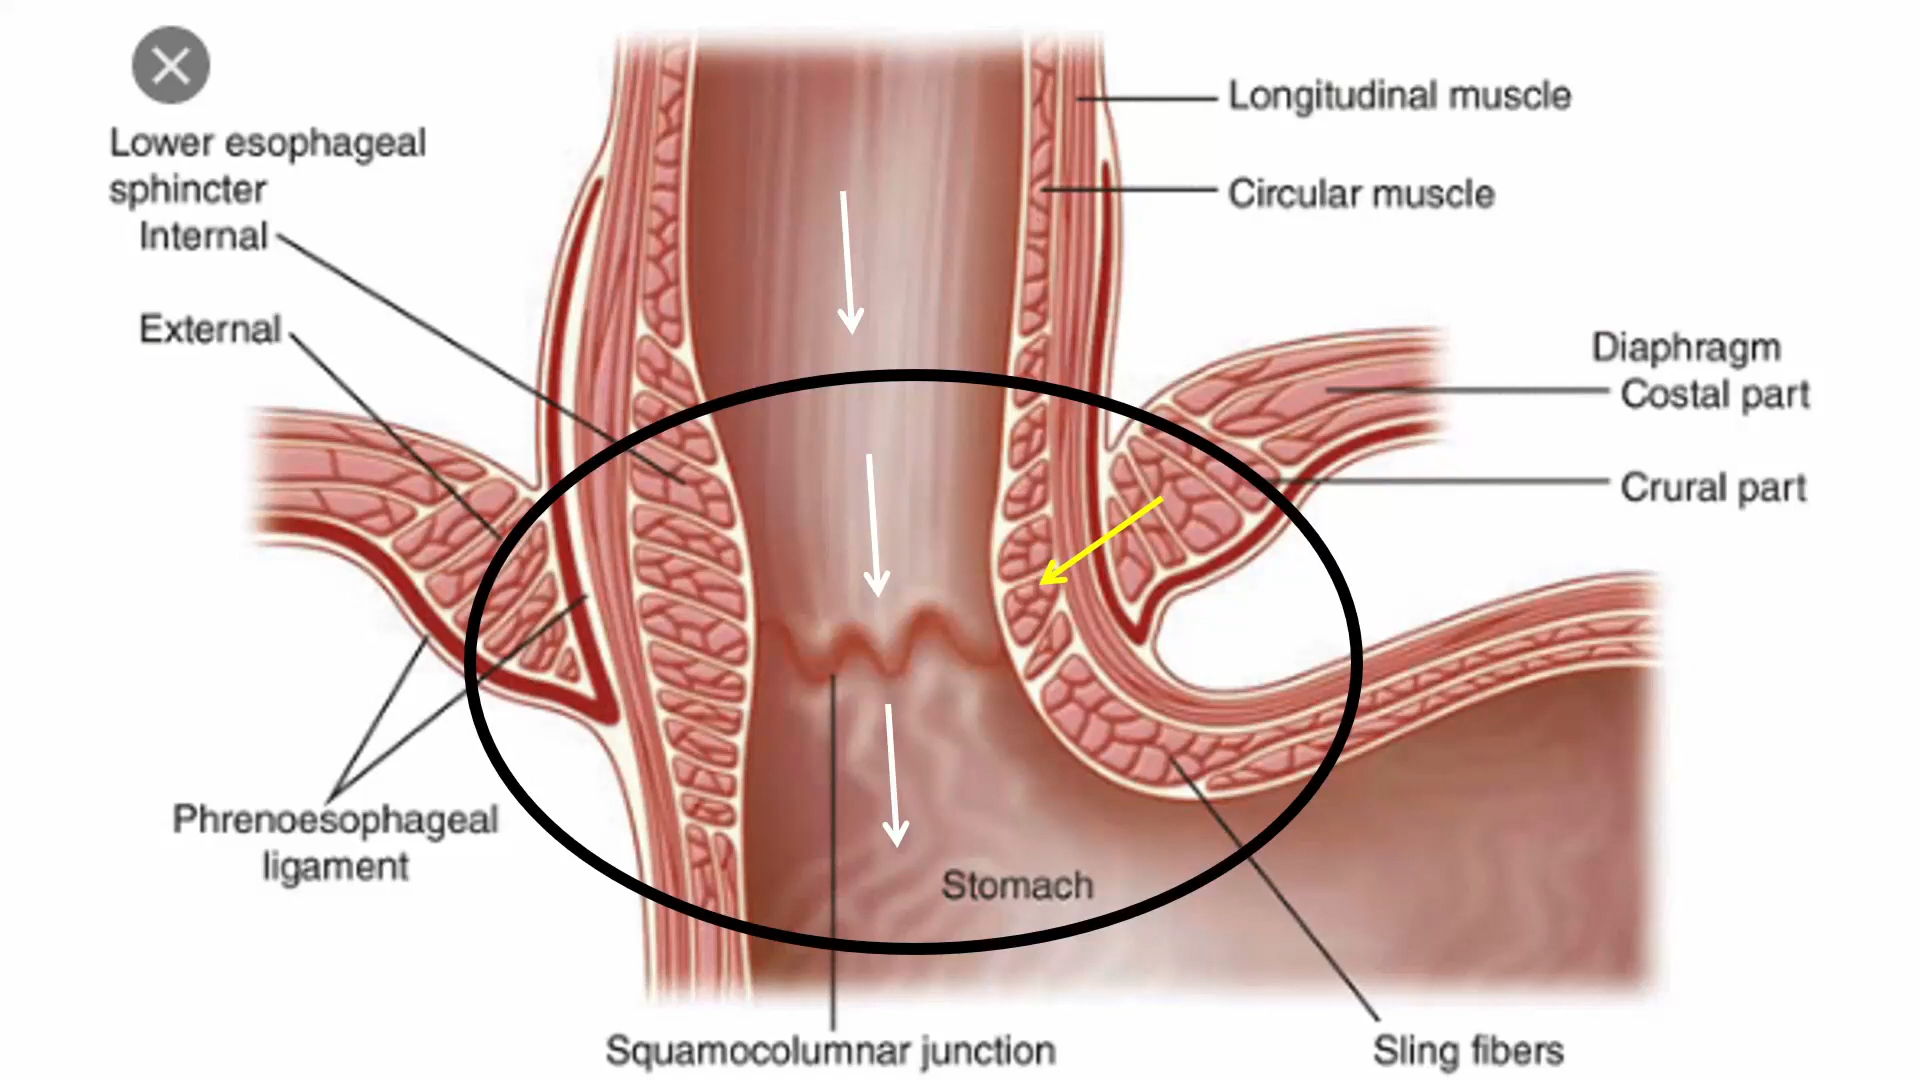 Lower esophageal
sphincter
Internal
External
Phrenoesophageal
ligament
Longitudinal muscle
Circular muscle
Diaphragm
Costal part
Crural part
Stomach
Squamocolumnar junction
Sling fibers